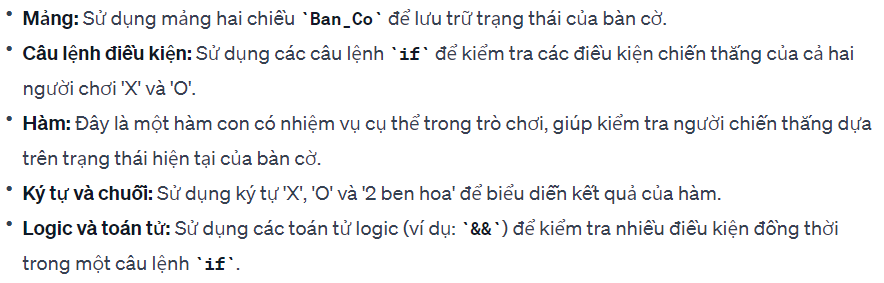 • Mảng: Sử dụng mảng hai chiều `Ban_Co` để lưu trữ trạng thái của bàn cờ.
• Câu lệnh điều kiện: Sử dụng các câu lệnh `if` để kiểm tra các điều kiện chiến thắng của cả hai
người chơi 'X' và 'O'.
• Hàm: Đây là một hàm con có nhiệm vụ cụ thể trong trò chơi, giúp kiểm tra người chiến thắng dựa
trên trạng thái hiện tại của bàn cờ.
• Ký tự và chuỗi: Sử dụng ký tự 'X', 'O' và '2 ben hoa' để biểu diễn kết quả của hàm.
• Logic và toán tử: Sử dụng các toán tử logic (ví dụ: `&&`) để kiểm tra nhiều điều kiện đồng thời
trong một câu lệnh `if`.